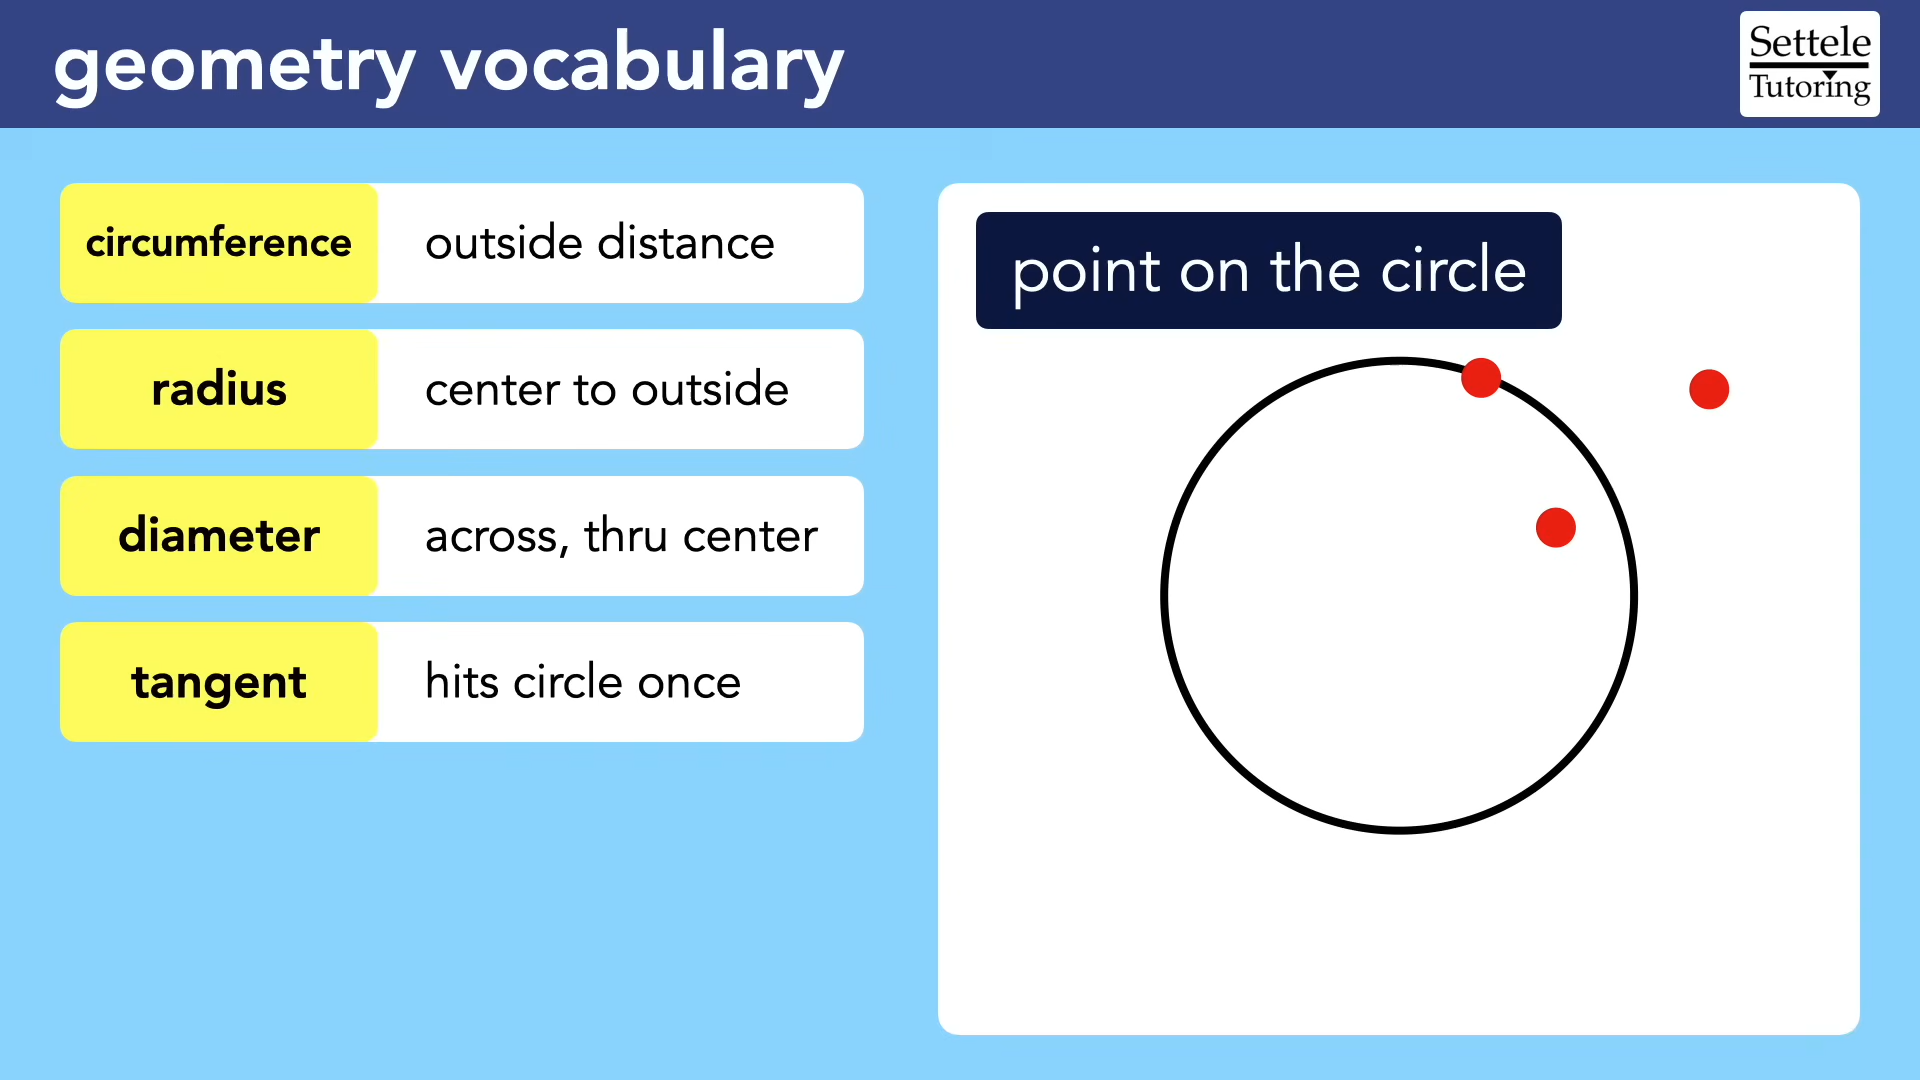 geometry vocabulary
Settele
Tutoring
circumference
outside distance
radius
center to outside
diameter
across, thru center
tangent
hits circle once
point on the circle